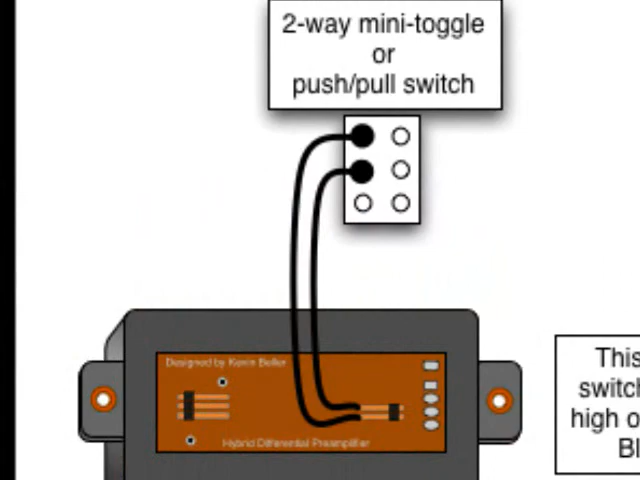 2-way mini-toggle
or
push/pull switch
Designed by Kevin Beller
Hybrid Differential Preamplifier
This
switch
high o
Bl